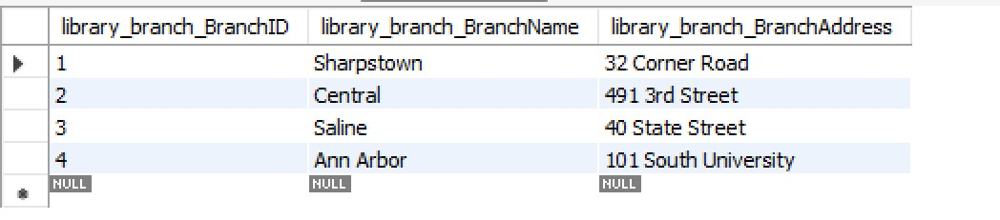 library_branch_BranchID library_branch_BranchName library_branch_BranchAddress
1 Sharpstown 32 Corner Road
2 Central 491 3rd Street
3 Saline 40 State Street
4 Ann Arbor 101 South University
NULL NULL NULL